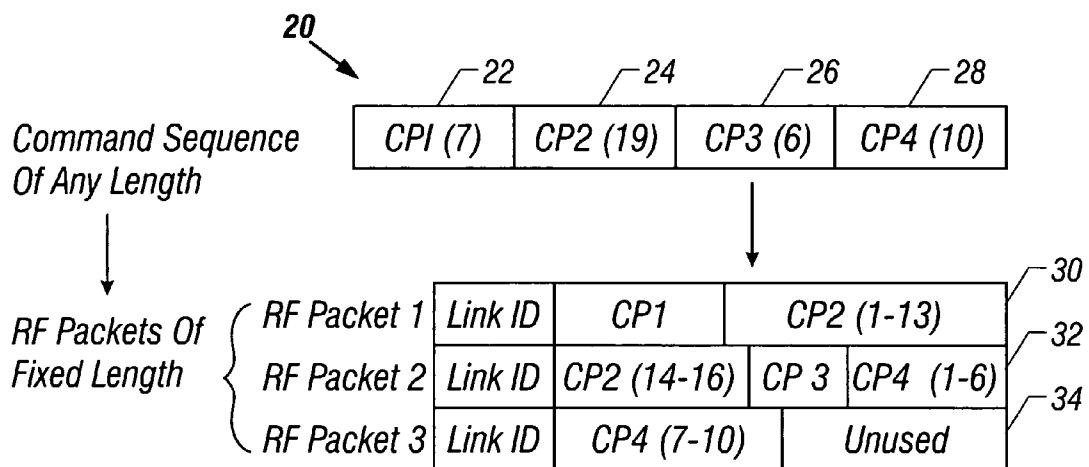 20
22 24 26 28
CPI (7) CP2 (19) CP3 (6) CP4 (10)
Command Sequence
Of Any Length
RF Packets Of
Fixed Length
RF Packet 1 Link ID CP1 CP2 (1-13) 30
RF Packet 2 Link ID CP2 (14-16) CP 3 CP4 (1-6) 32
RF Packet 3 Link ID CP4 (7-10) Unused 34